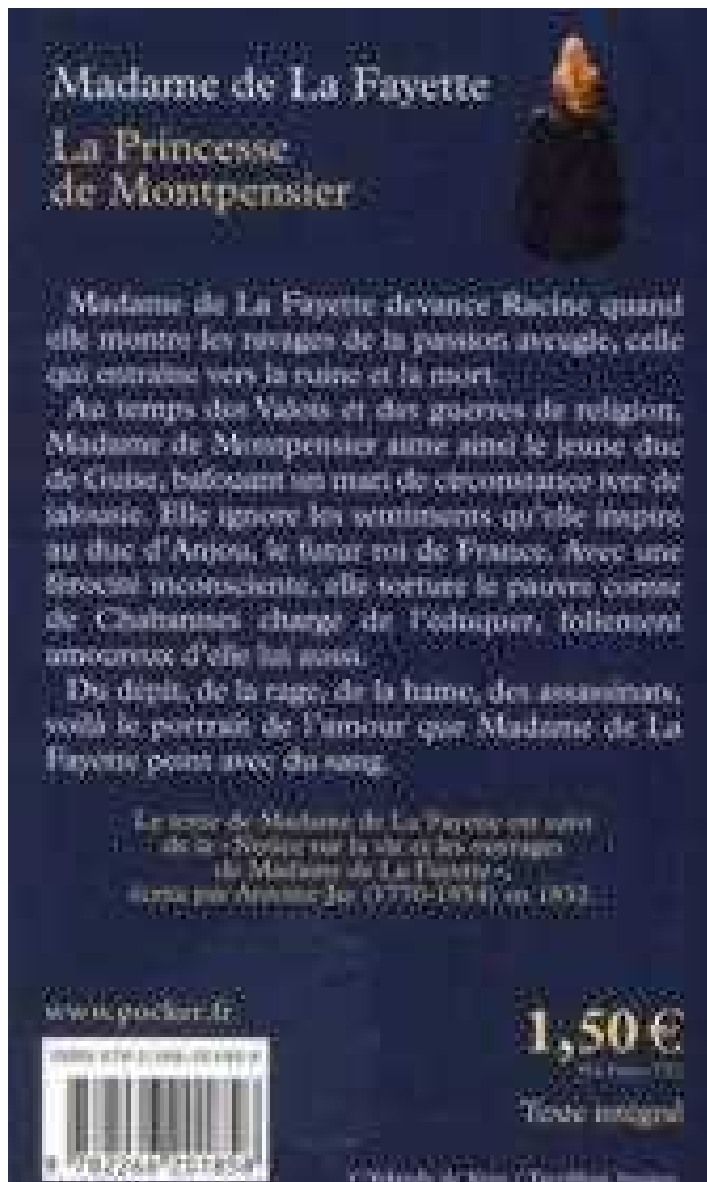 Madame de La Fayette
La Princesse
de Montpensier
Madame de La Fayette devance Racine quand
elle montre les ravages de la passion aveugle, celle
qui entraîne vers la ruine et la mort.
Au temps des Valois et des guerres de religion,
Madame de Montpensier aime ainsi le jeune duc
de Guise, bafouant un mari de circonstance ivre de
jalousie. Elle ignore les sentiments qu'elle inspire
au duc d'Anjou, le futur roi de France. Avec une
férocité inconsciente, elle torture le pauvre comte
de Chabannes chargé de l'éduquer, follement
amoureux d'elle lui aussi.
Du dépit, de la rage, de la haine, des assassinats,
voilà le portrait de l'amour que Madame de La
Fayette peint avec du sang.
Le texte de Madame de La Fayette est suivi
de la «Notice sur la vie et les ouvrages
de Madame de La Fayette»,
écrite par Antoine Jay (1770-1854) en 1832.
www.pocket.fr
1,50 €
Texte intégral